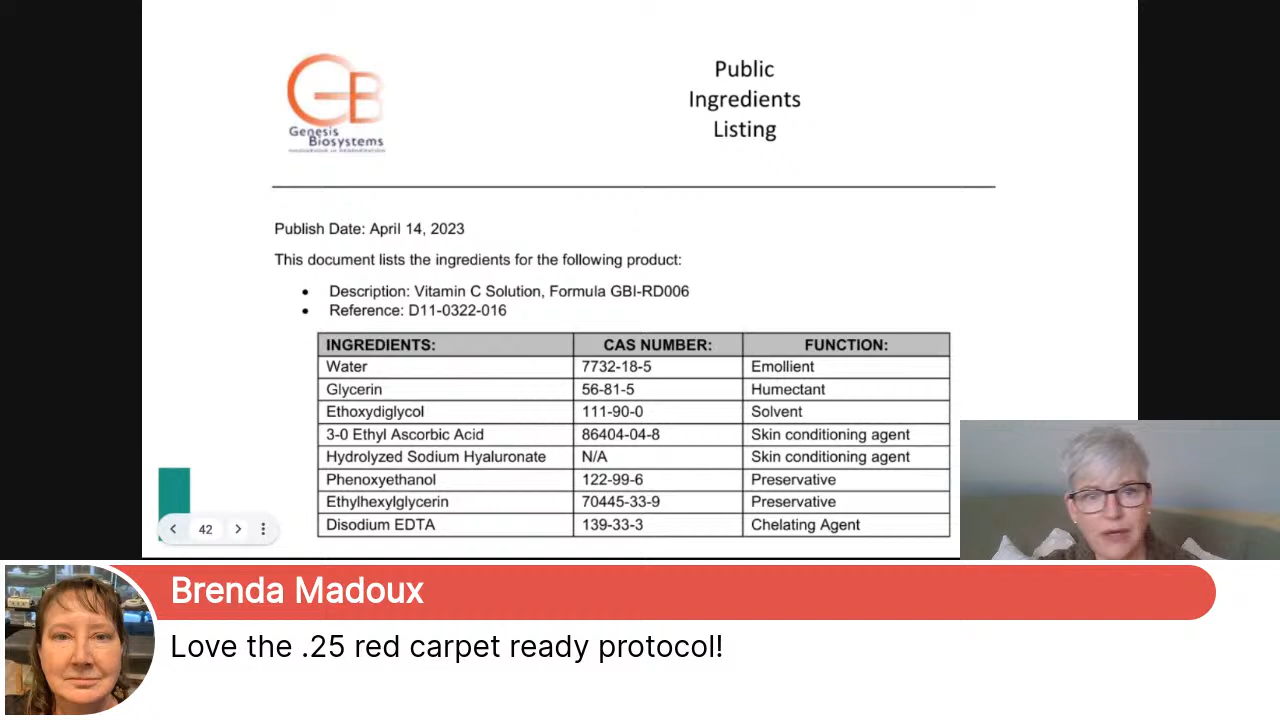 Genesis
Biosystems
Public
Ingredients
Listing
Publish Date: April 14, 2023
This document lists the ingredients for the following product:
• Description: Vitamin C Solution, Formula GBI-RD006
• Reference: D11-0322-016
INGREDIENTS: CAS NUMBER: FUNCTION:
Water 7732-18-5 Emollient
Glycerin 56-81-5 Humectant
Ethoxydiglycol 111-90-0 Solvent
3-0 Ethyl Ascorbic Acid 86404-04-8 Skin conditioning agent
Hydrolyzed Sodium Hyaluronate N/A Skin conditioning agent
Phenoxyethanol 122-99-6 Preservative
Ethylhexylglycerin 70445-33-9 Preservative
Disodium EDTA 139-33-3 Chelating Agent
42
Brenda Madoux
Love the .25 red carpet ready protocol!